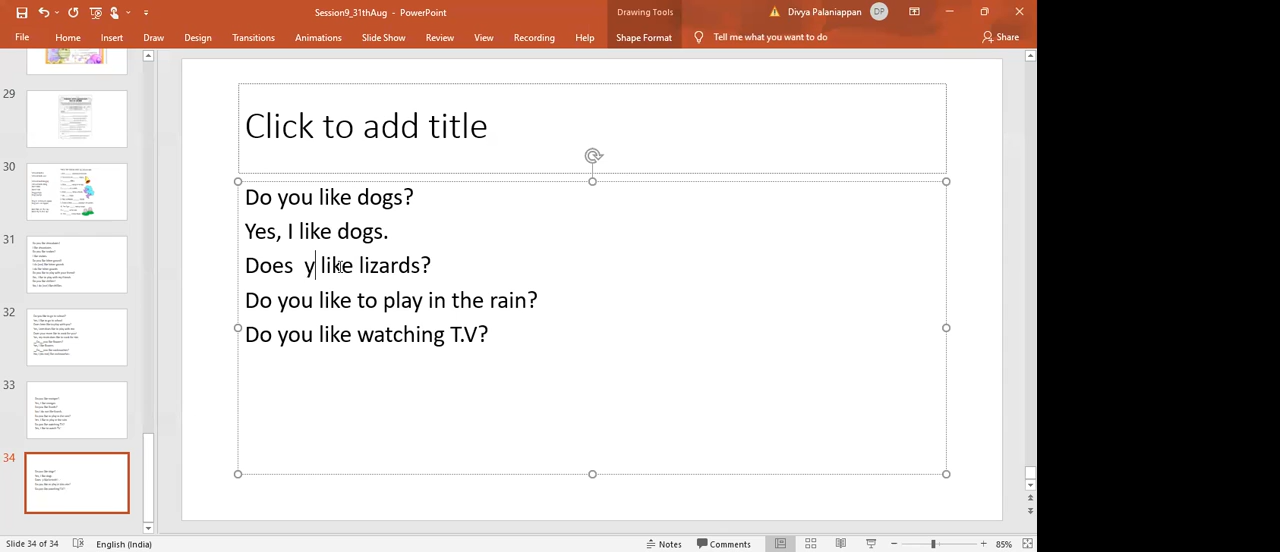 Session9_31thAug - PowerPoint
Drawing Tools
Divya Palaniappan
DP
File Home Insert Draw Design Transitions Animations Slide Show Review View Recording Help Shape Format Tell me what you want to do Share
29
30
31
32
33
34
Click to add title
Do you like dogs?
Yes, I like dogs.
Does y like lizards?
Do you like to play in the rain?
Do you like watching T.V?
Slide 34 of 34 English (India) Notes Comments 85%